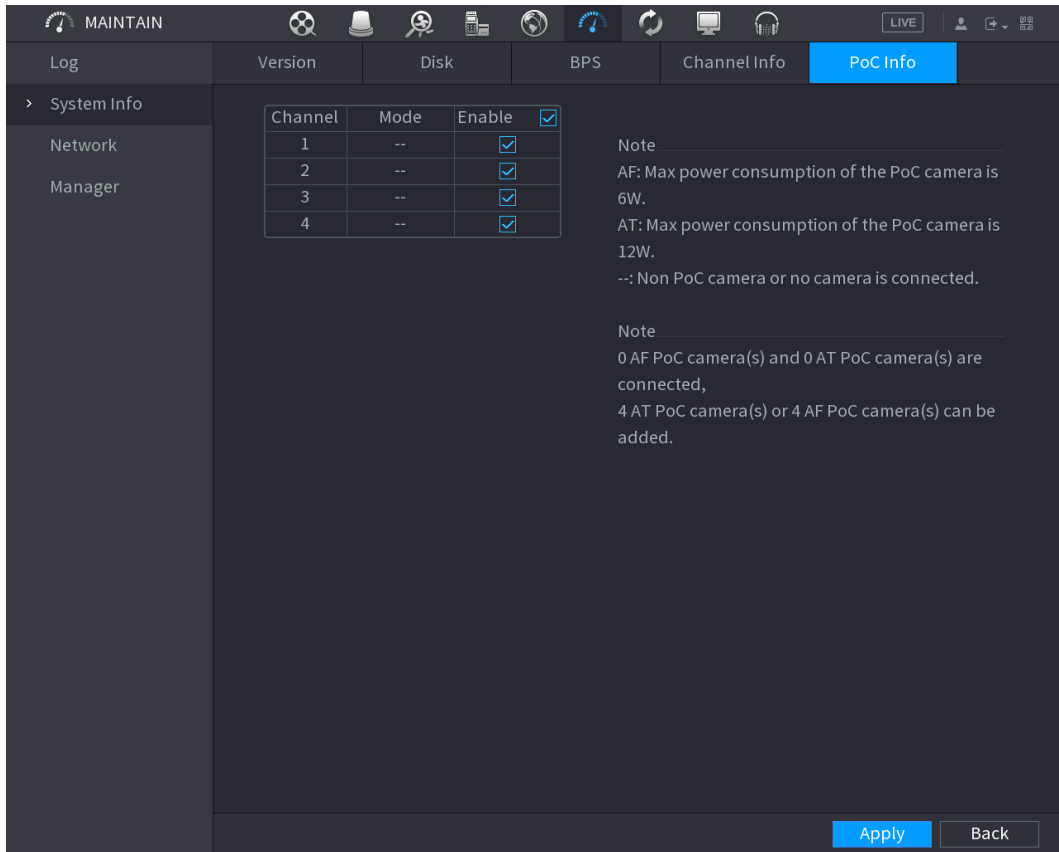 MAINTAIN
LIVE
Log
System Info
Network
Manager
Version Disk BPS Channel Info PoC Info
Channel Mode Enable
1 --
2 --
3 --
4 --
Note
AF: Max power consumption of the PoC camera is
6W.
AT: Max power consumption of the PoC camera is
12W.
--: Non PoC camera or no camera is connected.
Note
0 AF PoC camera(s) and 0 AT PoC camera(s) are
connected,
4 AT PoC camera(s) or 4 AF PoC camera(s) can be
added.
Apply Back